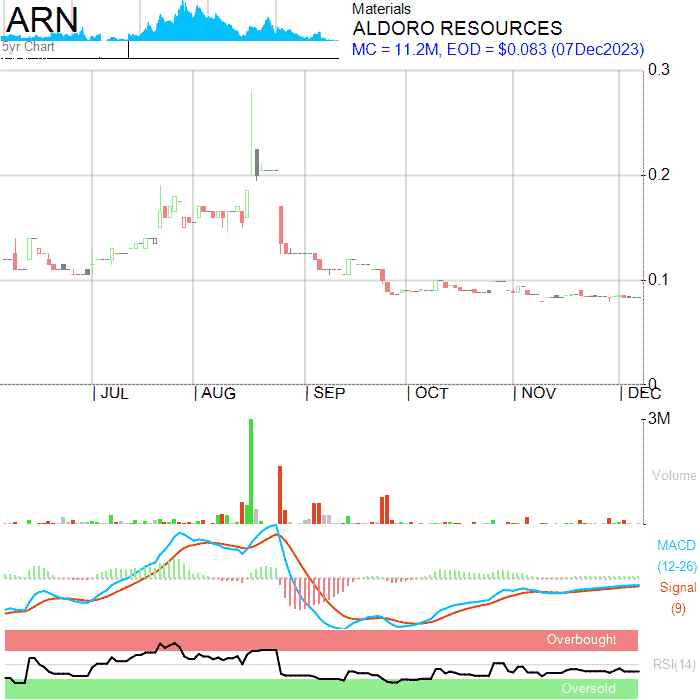 ARN
5yr Chart
Materials
ALDORO RESOURCES
MC = 11.2M, EOD = $0.083 (07Dec2023)
0.3
0.2
0.1
0
JUL AUG SEP OCT NOV DEC
3M
Volume
MACD
(12-26)
Signal
(9)
Overbought
RSI(14)
Oversold